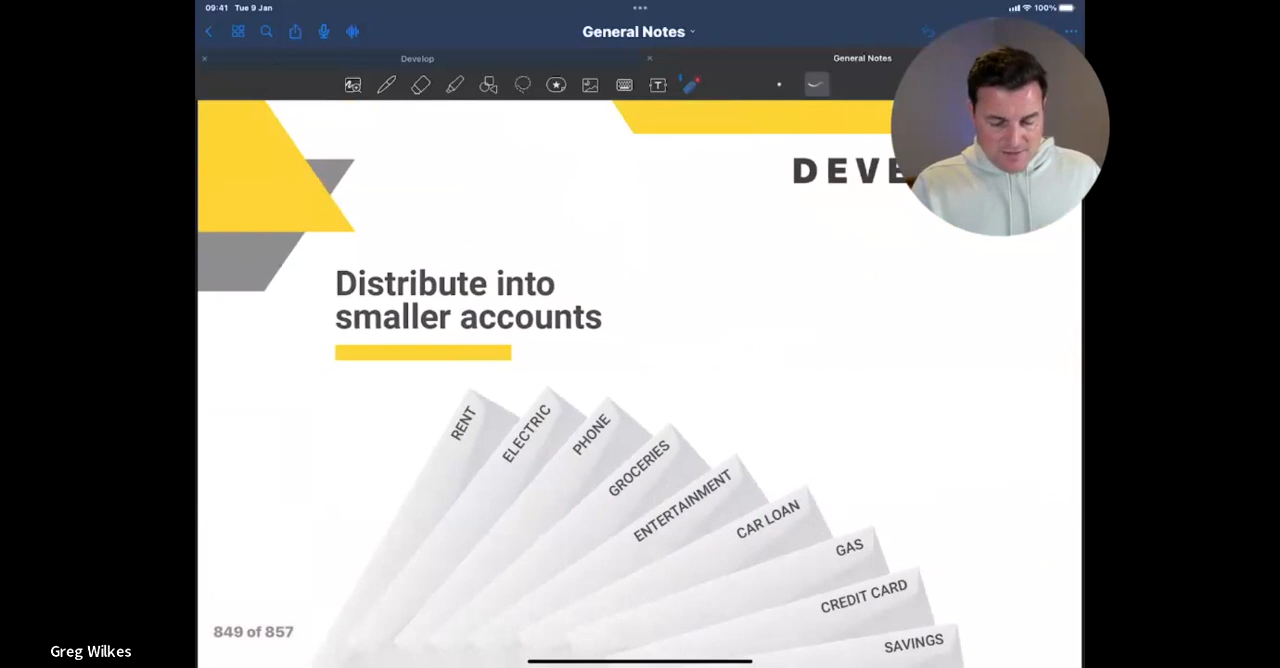 09:41 Tue 9 Jan
100%
General Notes
Develop
General Notes
DEVE
Distribute into
smaller accounts
RENT
ELECTRIC
PHONE
GROCERIES
ENTERTAINMENT
CAR LOAN
GAS
CREDIT CARD
SAVINGS
849 of 857
Greg Wilkes